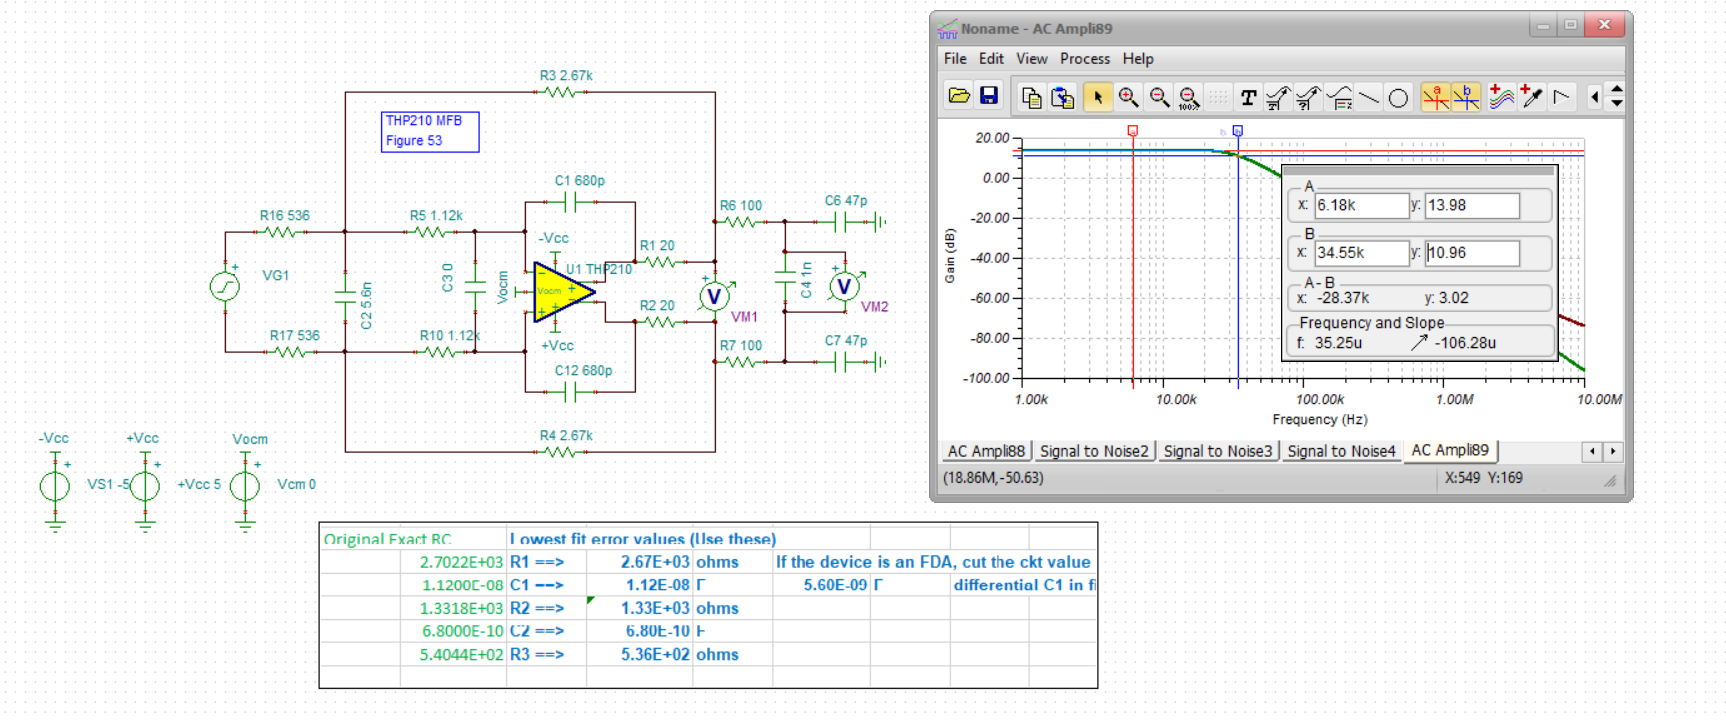 R3 2.67k
THP210 MFB
Figure 53
C1 680p
R16 536
R5 1.12k
R6 100
C6 47p
-Vcc
R1 20
U1 THP210
VG1
C3 0
Vocm
Vocm
C2 5.6n
C4 1n
V
V
VM1
VM2
R2 20
R17 536
R10 1.12k
+Vcc
R7 100
C7 47p
C12 680p
R4 2.67k
-Vcc
+Vcc
Vocm
VS1 -5
+Vcc 5
Vcm 0
Noname - AC Ampli89
File Edit View Process Help
a b
100%
T
20.00
0.00
-20.00
-40.00
-60.00
-80.00
-100.00
Gain (dB)
1.00k 10.00k 100.00k 1.00M 10.00M
Frequency (Hz)
A
x: 6.18k y: 13.98
B
x: 34.55k y: 10.96
A - B
x: -28.37k y: 3.02
Frequency and Slope
f: 35.25u -106.28u
AC Ampli88 Signal to Noise2 Signal to Noise3 Signal to Noise4 AC Ampli89
(18.86M,-50.63) X:549 Y:169
Original Exact RC Lowest fit error values (Use these)
2.7022E+03 R1 ==> 2.67E+03 ohms If the device is an FDA, cut the ckt value
1.1200E-08 C1 ==> 1.12E-08 F 5.60E-09 F differential C1 in fi
1.3318E+03 R2 ==> 1.33E+03 ohms
6.8000E-10 C2 ==> 6.80E-10 F
5.4044E+02 R3 ==> 5.36E+02 ohms